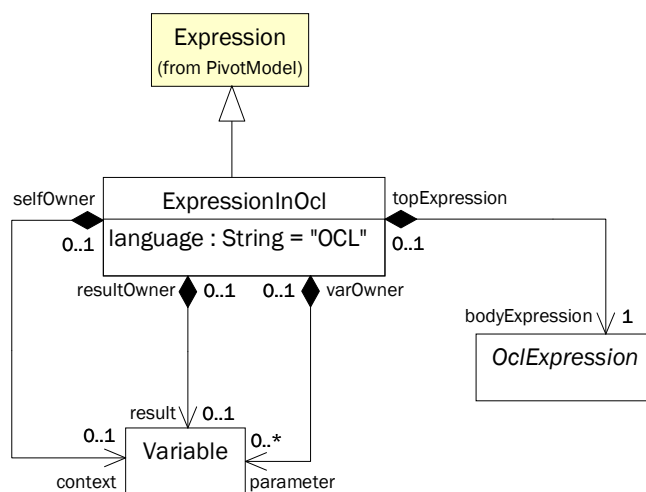 Expression
(from PivotModel)
selfOwner
ExpressionInOcl
topExpression
0..1
language : String = "OCL"
0..1
resultOwner
0..1
0..1
varOwner
bodyExpression
1
OclExpression
result
0..1
0..1
Variable
0..*
context
parameter